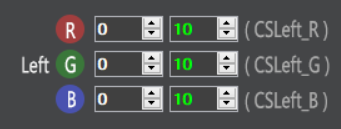 R 0 10 ( CSLeft_R )
Left G 0 10 ( CSLeft_G )
B 0 10 ( CSLeft_B )